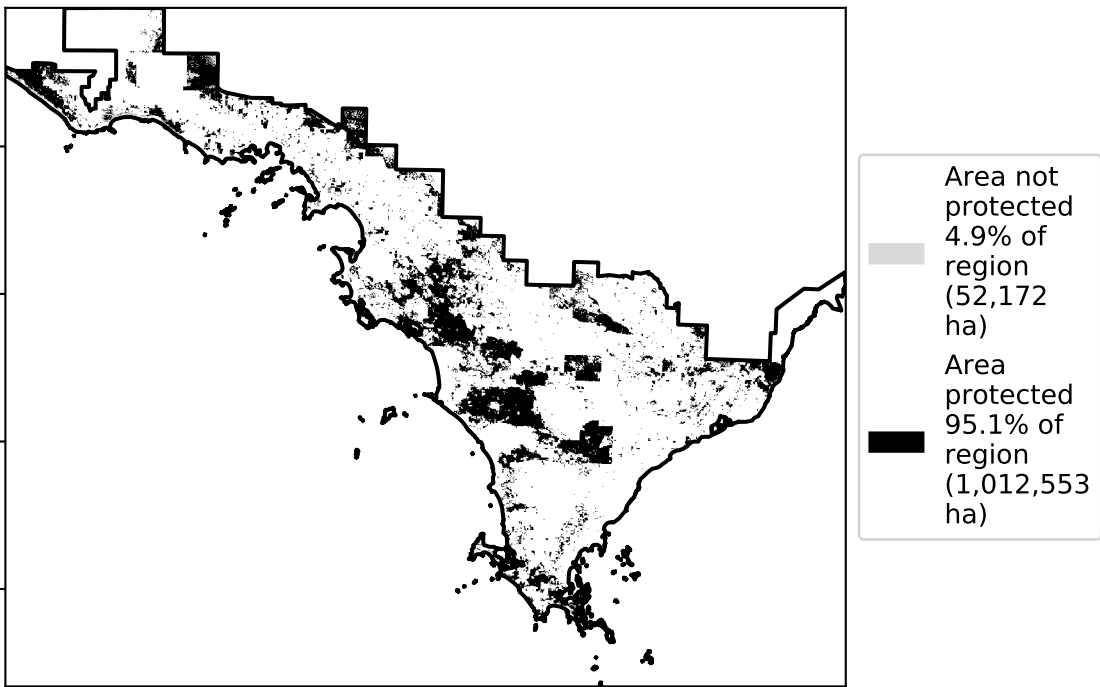 Area not
protected
4.9% of
region
(52,172
ha)
Area
protected
95.1% of
region
(1,012,553
ha)